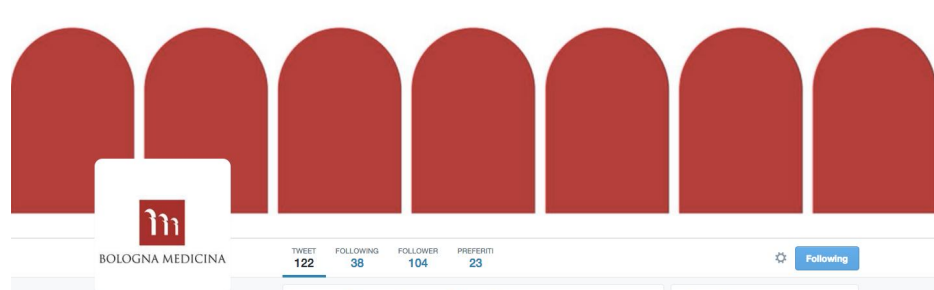 BOLOGNA MEDICINA
TWEET FOLLOWING FOLLOWER PREFERITI
122 38 104 23
Following